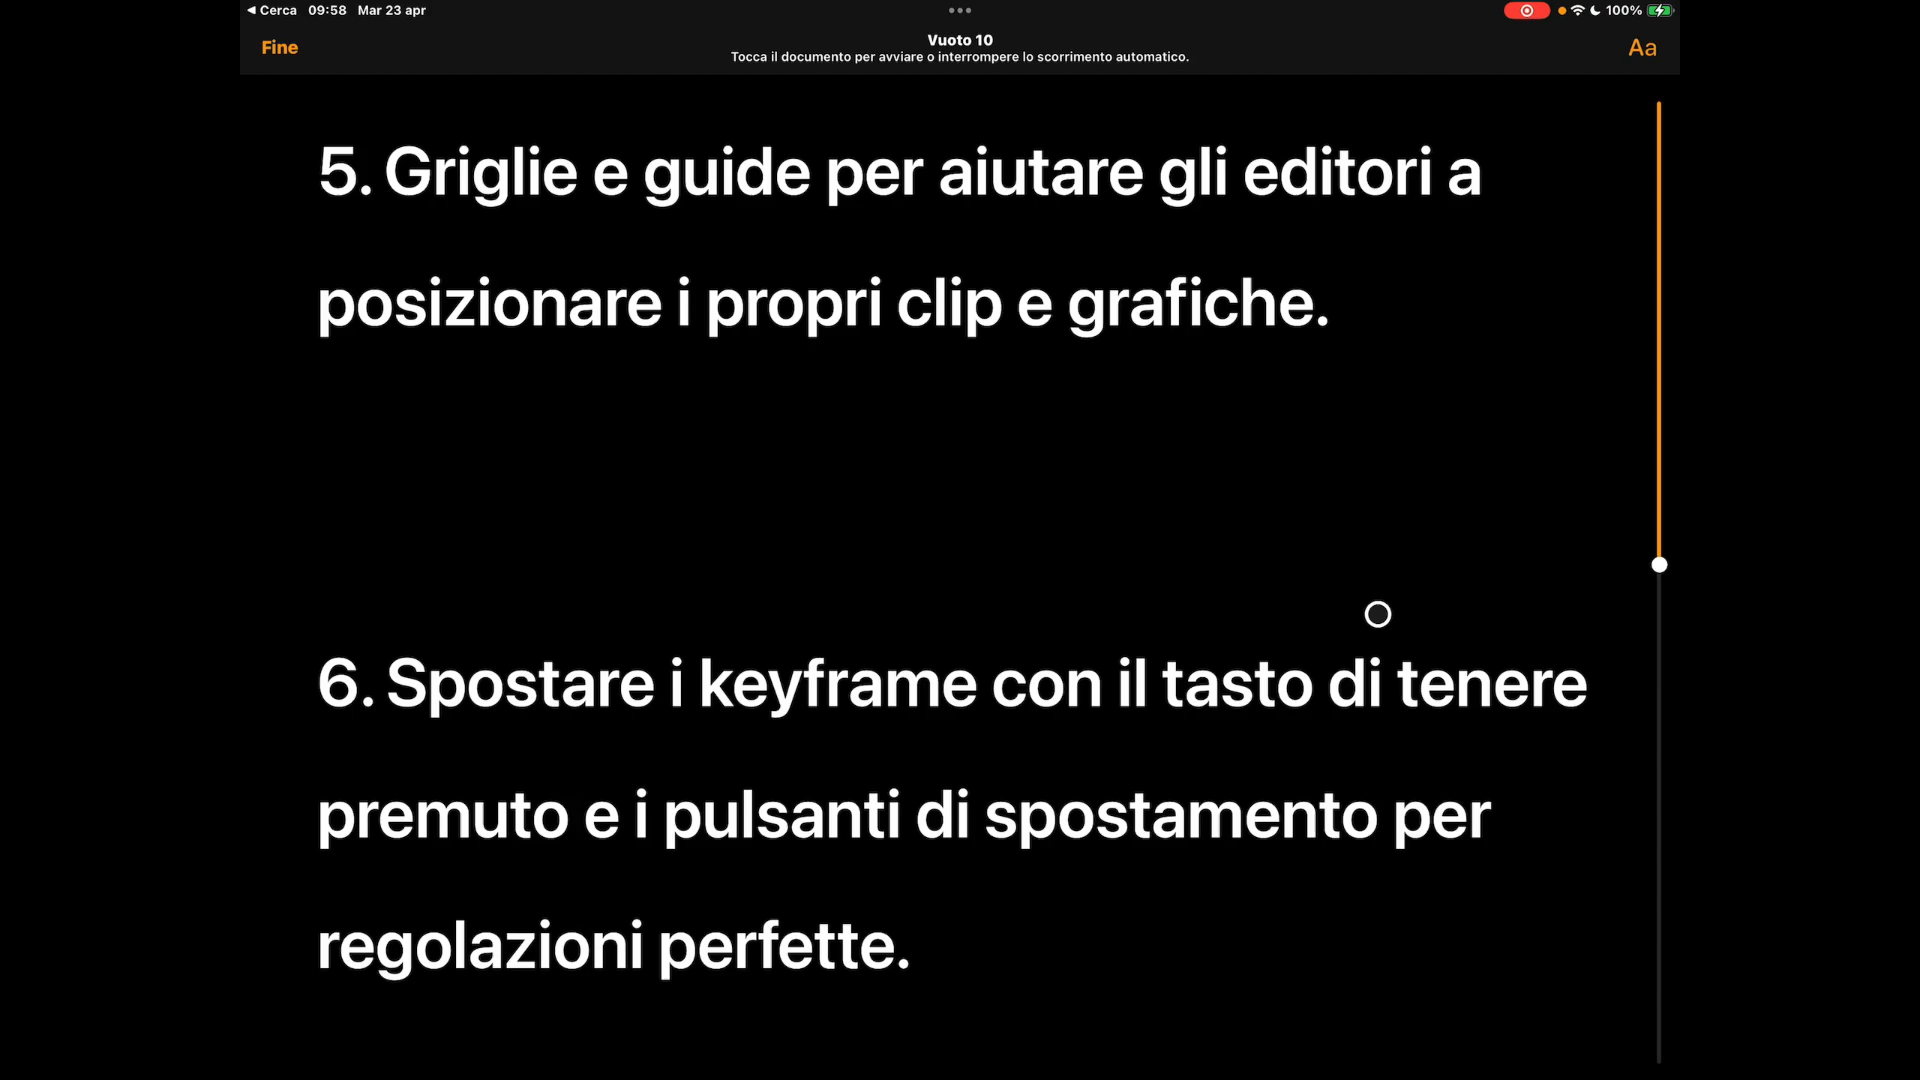 Cerca 09:58 Mar 23 apr
100%
Fine
Vuoto 10
Aa
Tocca il documento per avviare o interrompere lo scorrimento automatico.
5. Griglie e guide per aiutare gli editori a
posizionare i propri clip e grafiche.
6. Spostare i keyframe con il tasto di tenere
premuto e i pulsanti di spostamento per
regolazioni perfette.